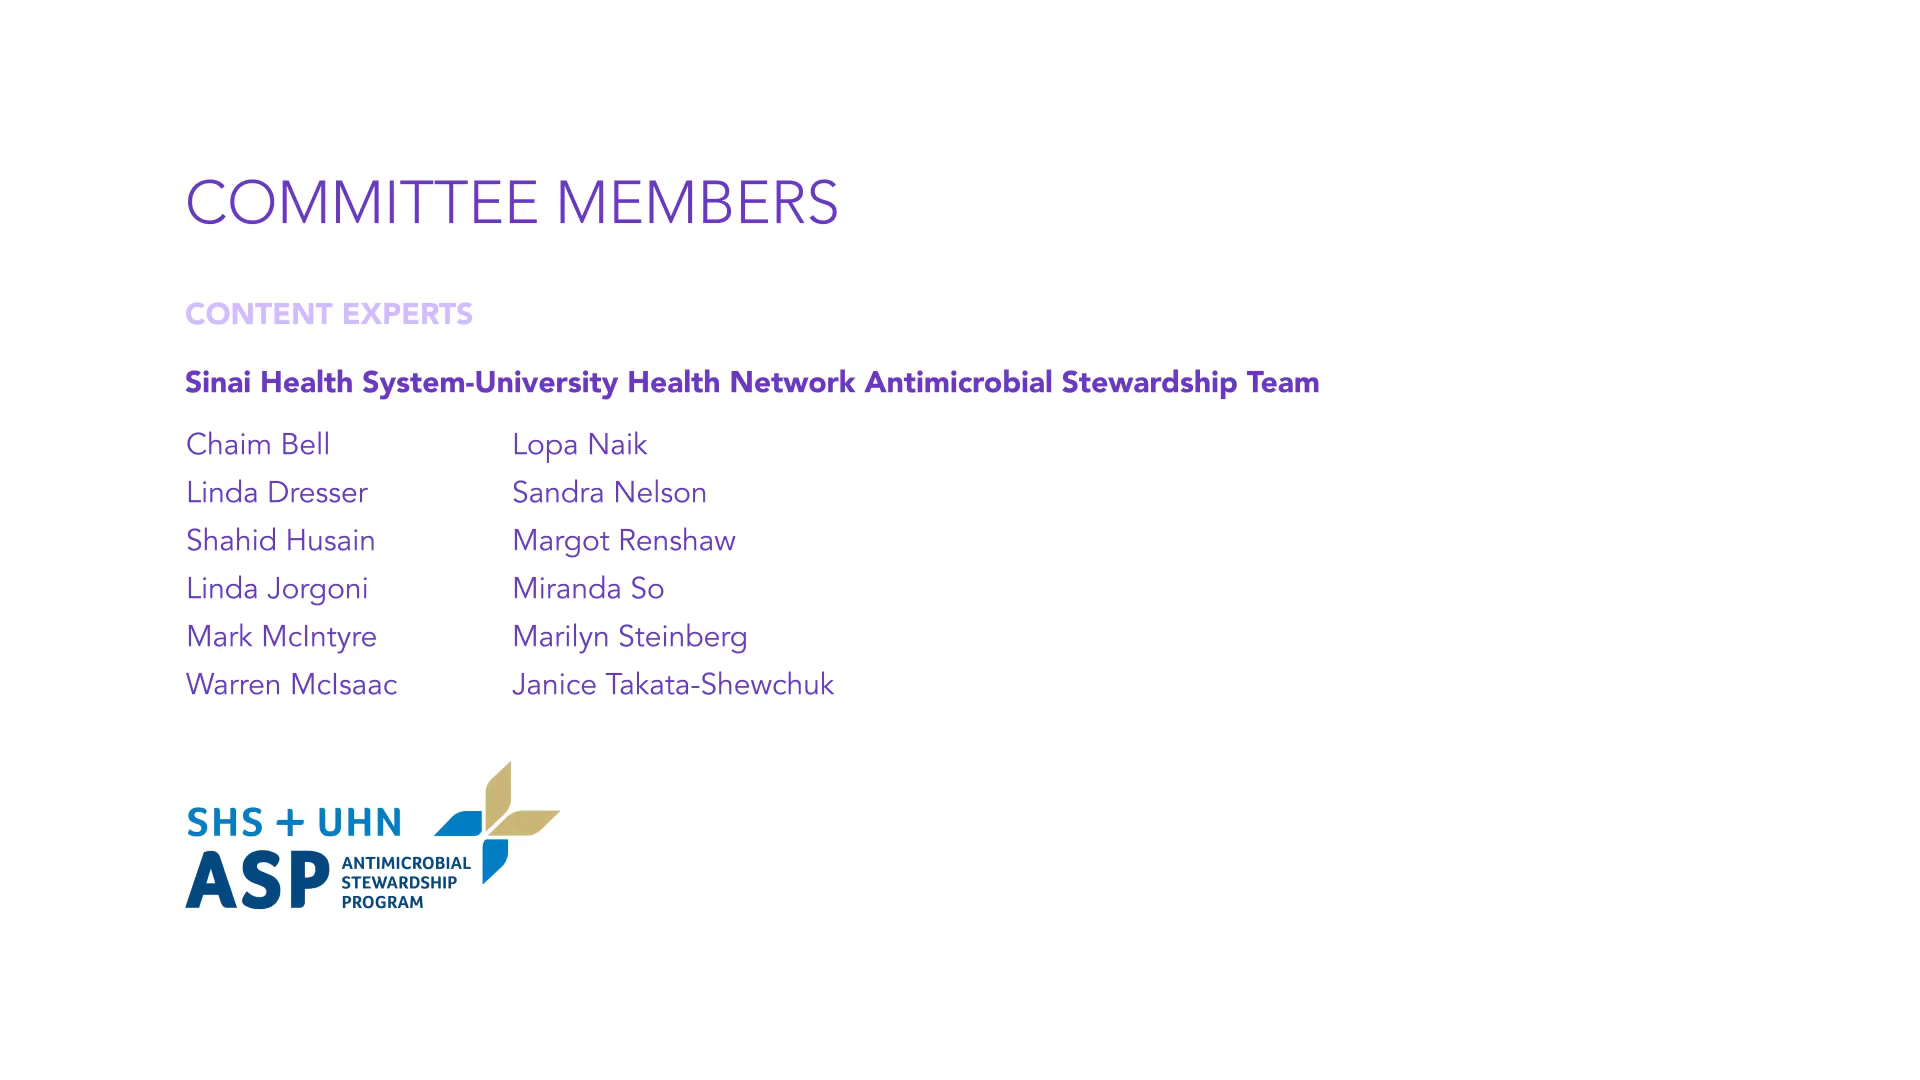 COMMITTEE MEMBERS
CONTENT EXPERTS
Sinai Health System-University Health Network Antimicrobial Stewardship Team
Chaim Bell
Linda Dresser
Shahid Husain
Linda Jorgoni
Mark McIntyre
Warren McIsaac
Lopa Naik
Sandra Nelson
Margot Renshaw
Miranda So
Marilyn Steinberg
Janice Takata-Shewchuk
SHS + UHN
ASP
ANTIMICROBIAL
STEWARDSHIP
PROGRAM